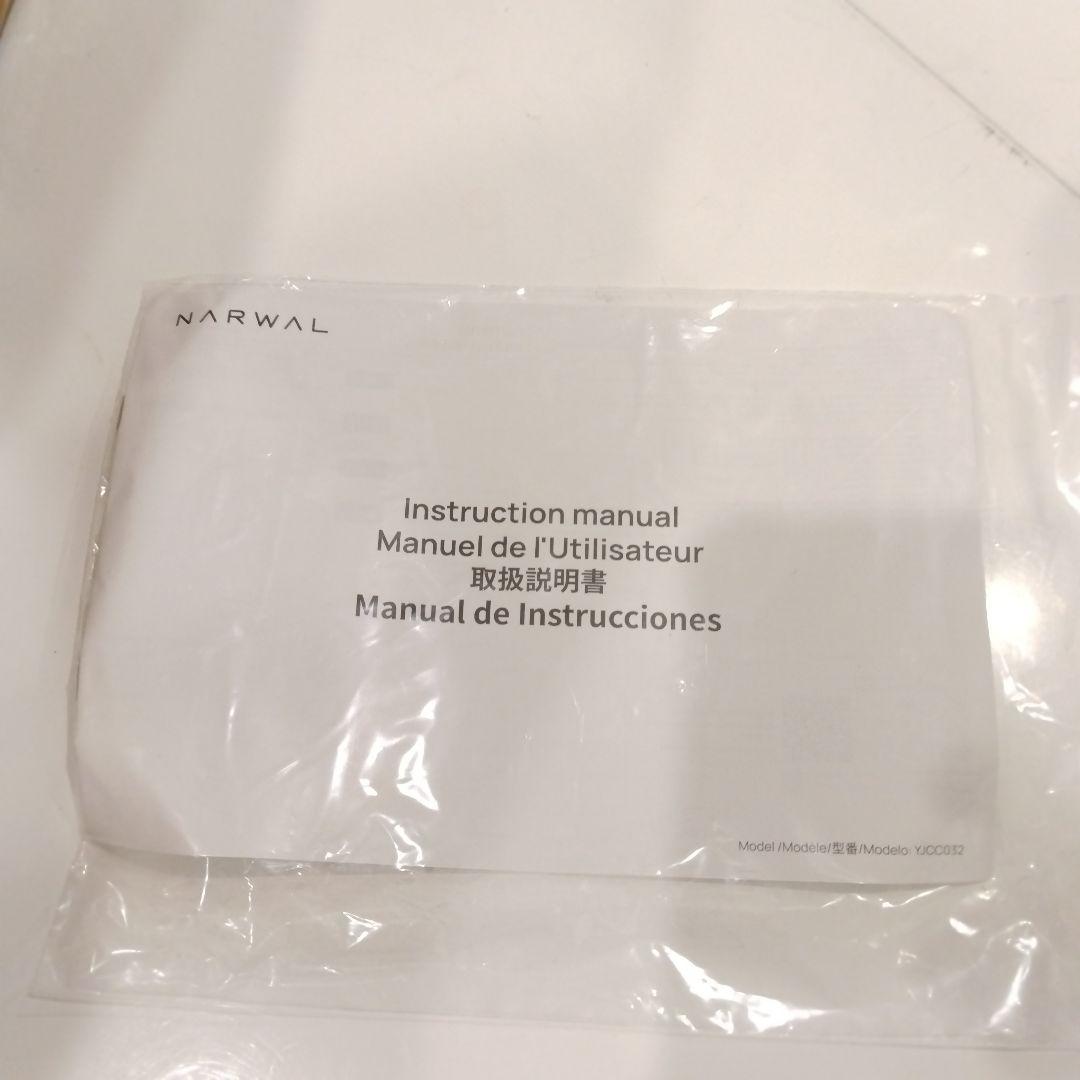 NARWAL
Instruction manual
Manuel de l'Utilisateur
取扱説明書
Manual de Instrucciones
Model /Modèle/型番/Modelo: YJCC032